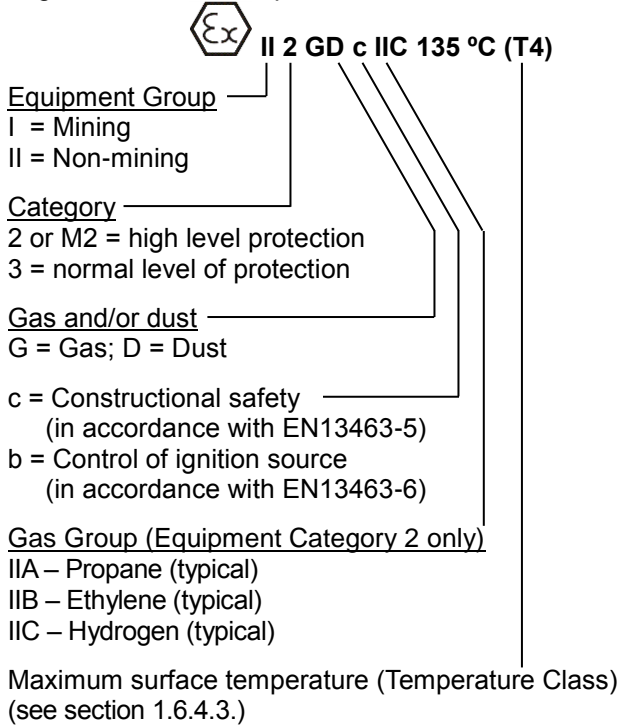 Ex II 2 GD c IIC 135 ºC (T4)
Equipment Group
I = Mining
II = Non-mining
Category
2 or M2 = high level protection
3 = normal level of protection
Gas and/or dust
G = Gas; D = Dust
c = Constructional safety
(in accordance with EN13463-5)
b = Control of ignition source
(in accordance with EN13463-6)
Gas Group (Equipment Category 2 only)
IIA – Propane (typical)
IIB – Ethylene (typical)
IIC – Hydrogen (typical)
Maximum surface temperature (Temperature Class)
(see section 1.6.4.3.)